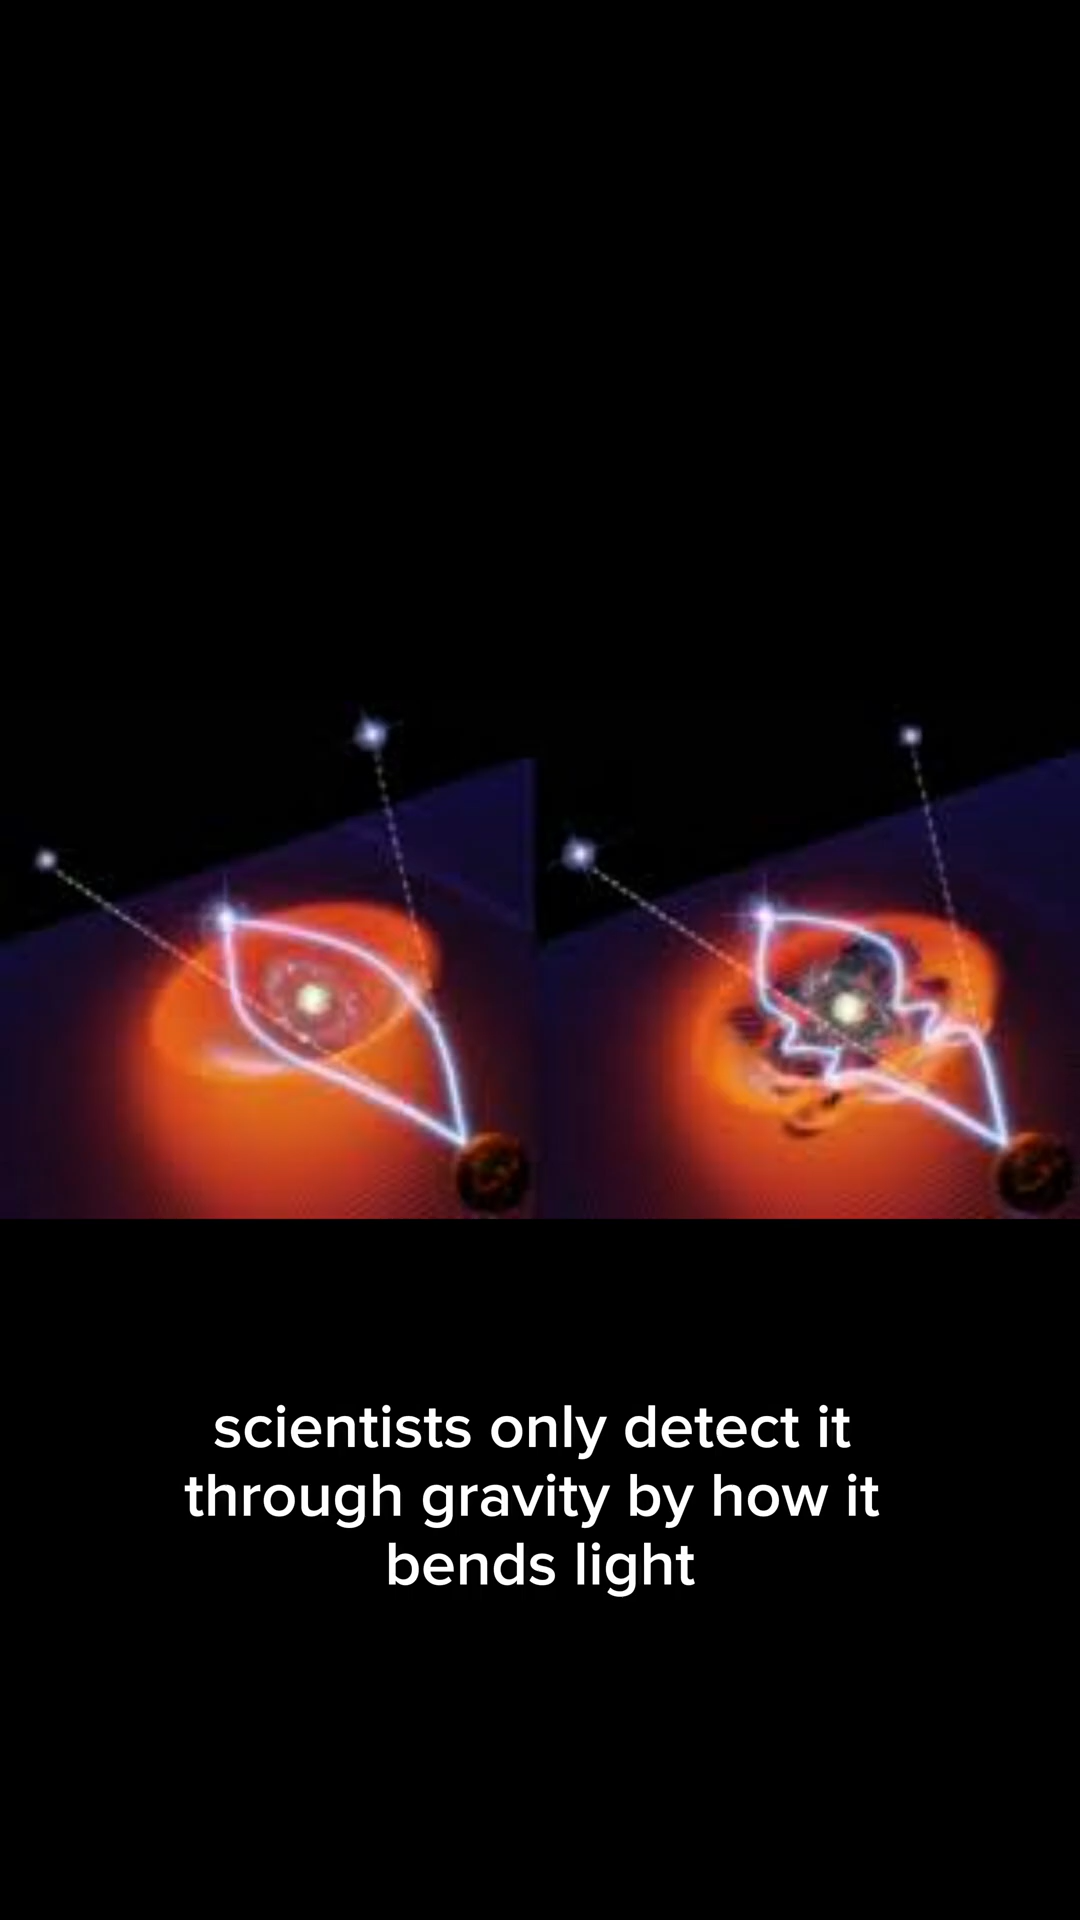 scientists only detect it
through gravity by how it
bends light